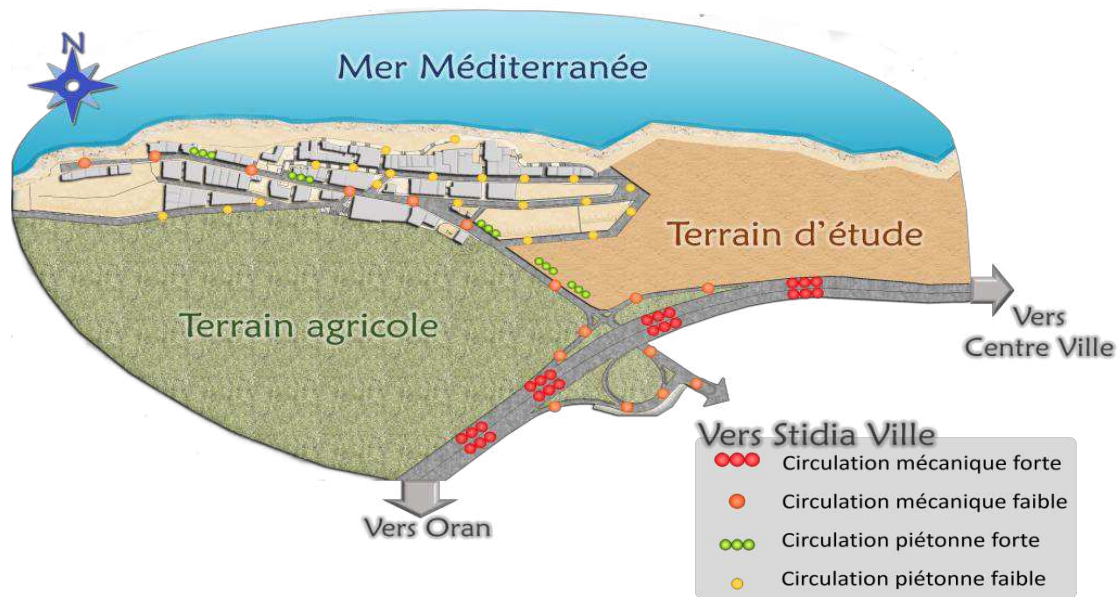 N
Mer Méditerranée
Terrain d'étude
Terrain agricole
Vers
Centre Ville
Vers Stidia Ville
Vers Oran
Circulation mécanique forte
Circulation mécanique faible
Circulation piétonne forte
Circulation piétonne faible